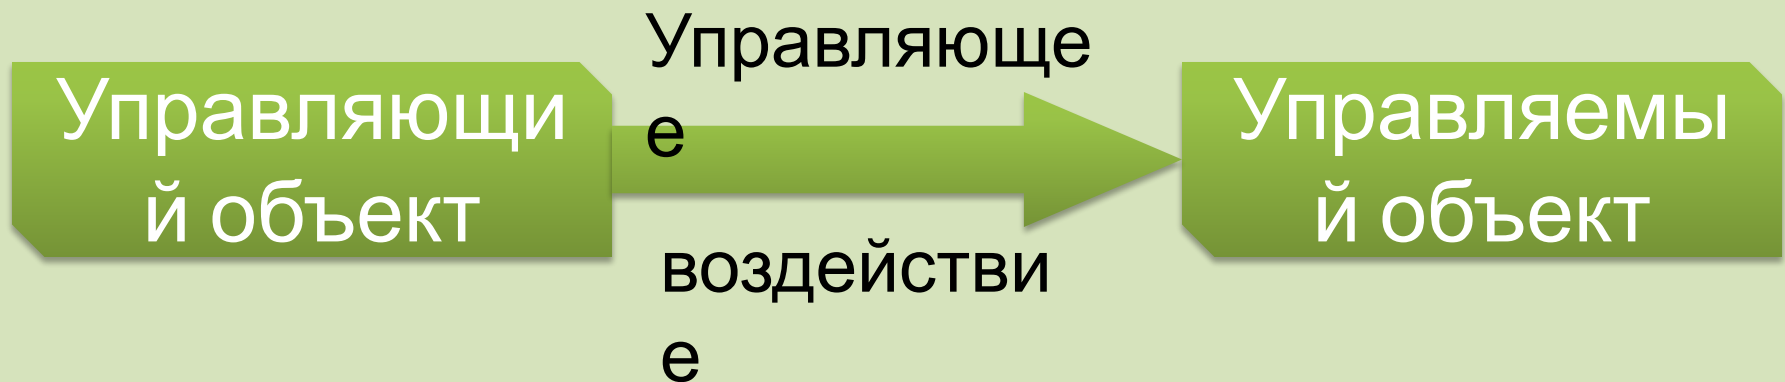 Управляющи
й объект
Управляюще
е
воздействи
е
Управляемы
й объект